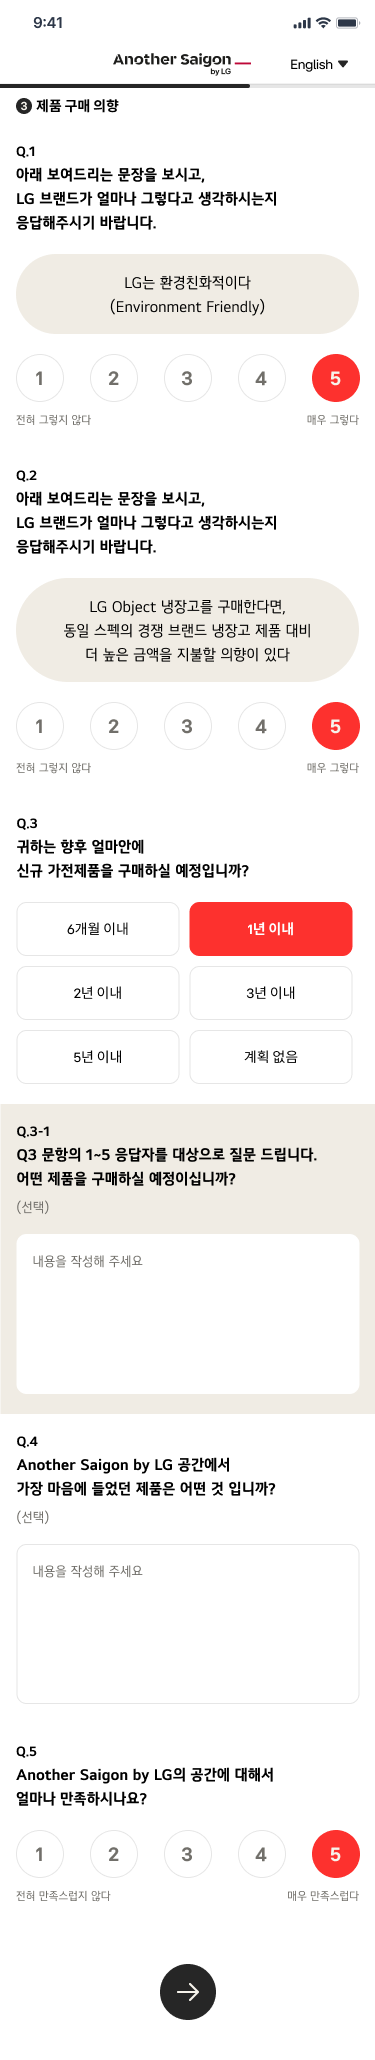 9:41
Another Saigon
by LG
English
3 제품 구매 의향
Q.1
아래 보여드리는 문장을 보시고,
LG 브랜드가 얼마나 그렇다고 생각하시는지
응답해주시기 바랍니다.
LG는 환경친화적이다
(Environment Friendly)
1 2 3 4 5
전혀 그렇지 않다 매우 그렇다
Q.2
아래 보여드리는 문장을 보시고,
LG 브랜드가 얼마나 그렇다고 생각하시는지
응답해주시기 바랍니다.
LG Object 냉장고를 구매한다면,
동일 스펙의 경쟁 브랜드 냉장고 제품 대비
더 높은 금액을 지불할 의향이 있다
1 2 3 4 5
전혀 그렇지 않다 매우 그렇다
Q.3
귀하는 향후 얼마안에
신규 가전제품을 구매하실 예정입니까?
6개월 이내 1년 이내
2년 이내 3년 이내
5년 이내 계획 없음
Q.3-1
Q3 문항의 1~5 응답자를 대상으로 질문 드립니다.
어떤 제품을 구매하실 예정이십니까?
(선택)
내용을 작성해 주세요
Q.4
Another Saigon by LG 공간에서
가장 마음에 들었던 제품은 어떤 것 입니까?
(선택)
내용을 작성해 주세요
Q.5
Another Saigon by LG의 공간에 대해서
얼마나 만족하시나요?
1 2 3 4 5
전혀 만족스럽지 않다 매우 만족스럽다